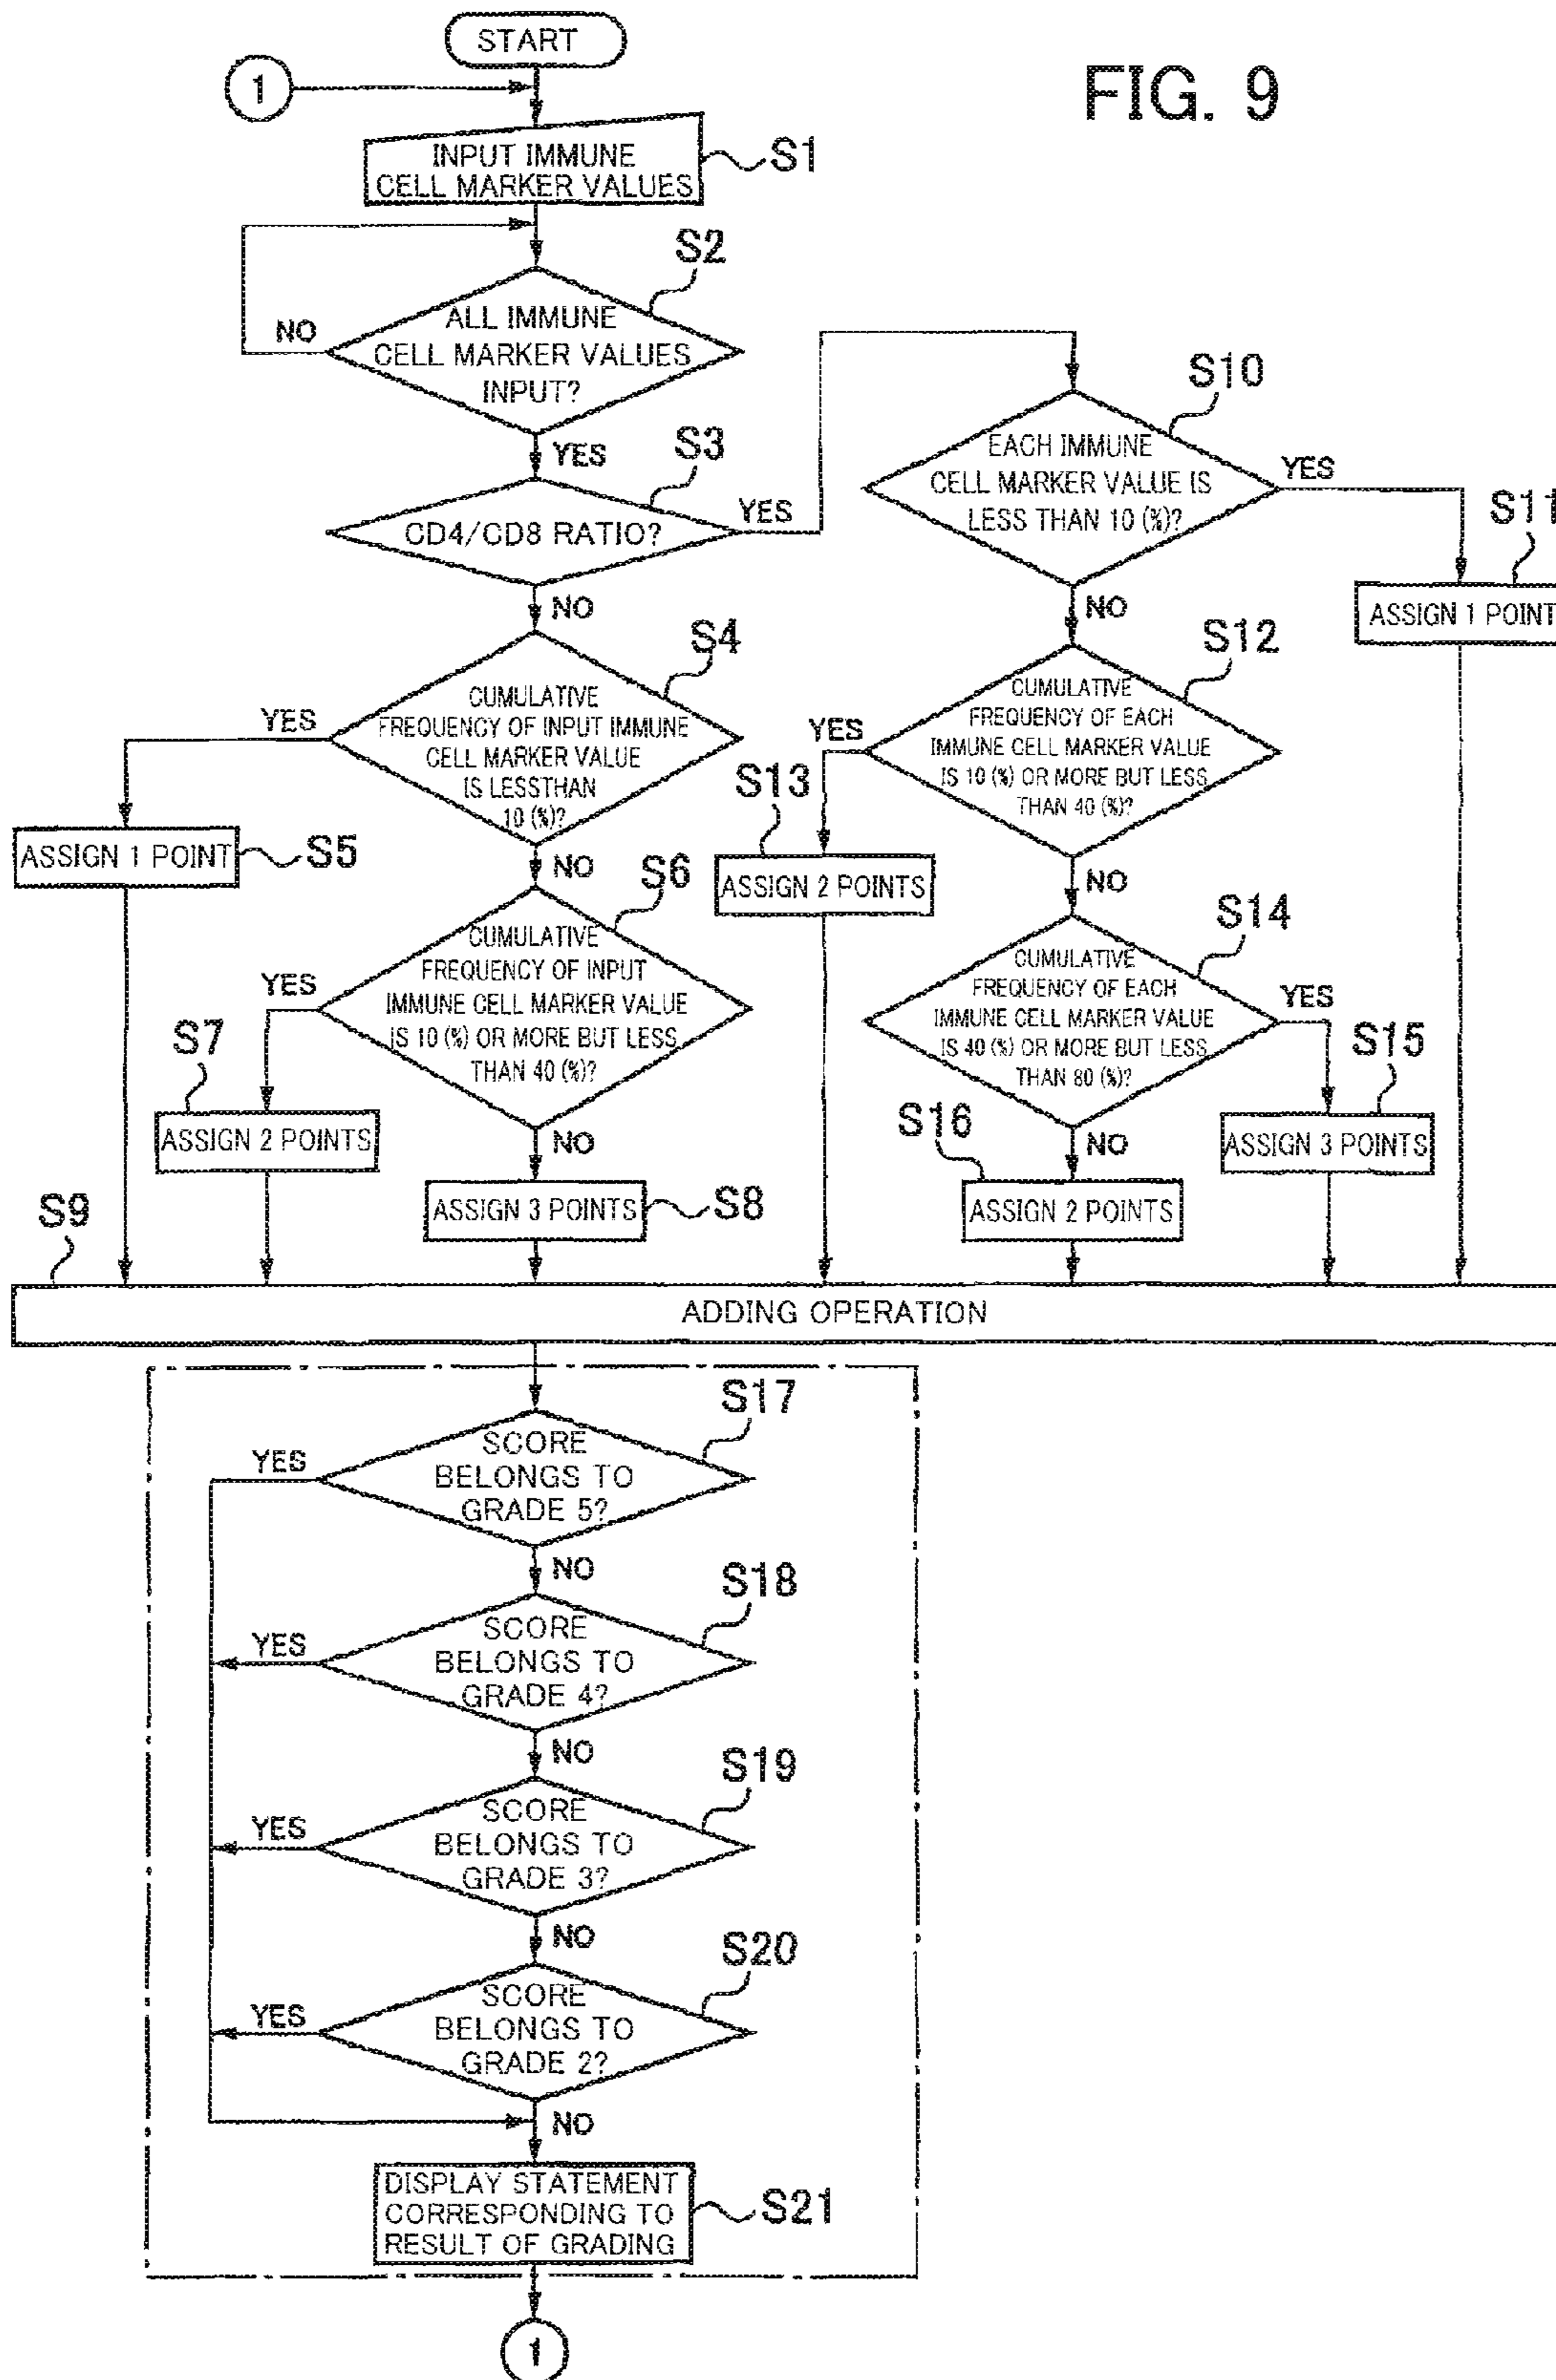 FIG. 9
START
1
INPUT IMMUNE
CELL MARKER VALUES
S1
S2
ALL IMMUNE
CELL MARKER VALUES
INPUT?
NO
YES
S3
CD4/CD8 RATIO?
YES
NO
S4
CUMULATIVE
FREQUENCY OF INPUT IMMUNE
CELL MARKER VALUE
IS LESSTHAN
10 (%)?
YES
NO
ASSIGN 1 POINT
S5
S6
CUMULATIVE
FREQUENCY OF INPUT
IMMUNE CELL MARKER VALUE
IS 10 (%) OR MORE BUT LESS
THAN 40 (%)?
YES
NO
S7
ASSIGN 2 POINTS
ASSIGN 3 POINTS
S8
S10
EACH IMMUNE
CELL MARKER VALUE IS
LESS THAN 10 (%)?
YES
NO
S11
ASSIGN 1 POINT
S12
CUMULATIVE
FREQUENCY OF EACH
IMMUNE CELL MARKER VALUE
IS 10 (%) OR MORE BUT LESS
THAN 40 (%)?
YES
NO
S13
ASSIGN 2 POINTS
S14
CUMULATIVE
FREQUENCY OF EACH
IMMUNE CELL MARKER VALUE
IS 40 (%) OR MORE BUT LESS
THAN 80 (%)?
YES
NO
S15
ASSIGN 3 POINTS
S16
ASSIGN 2 POINTS
S9
ADDING OPERATION
S17
SCORE
BELONGS TO
GRADE 5?
YES
NO
S18
SCORE
BELONGS TO
GRADE 4?
YES
NO
S19
SCORE
BELONGS TO
GRADE 3?
YES
NO
S20
SCORE
BELONGS TO
GRADE 2?
YES
NO
DISPLAY STATEMENT
CORRESPONDING TO
RESULT OF GRADING
S21
1